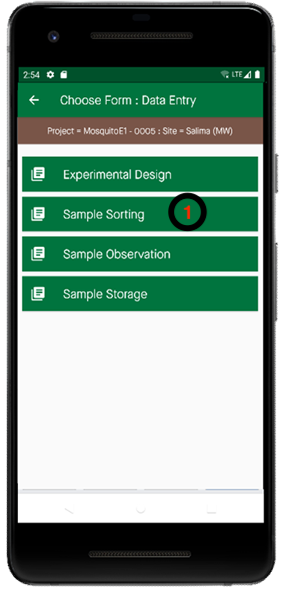 2:54 LTE
Choose Form : Data Entry
Project = MosquitoE1 - 0005 : Site = Salima (MW)
Experimental Design
Sample Sorting 1
Sample Observation
Sample Storage